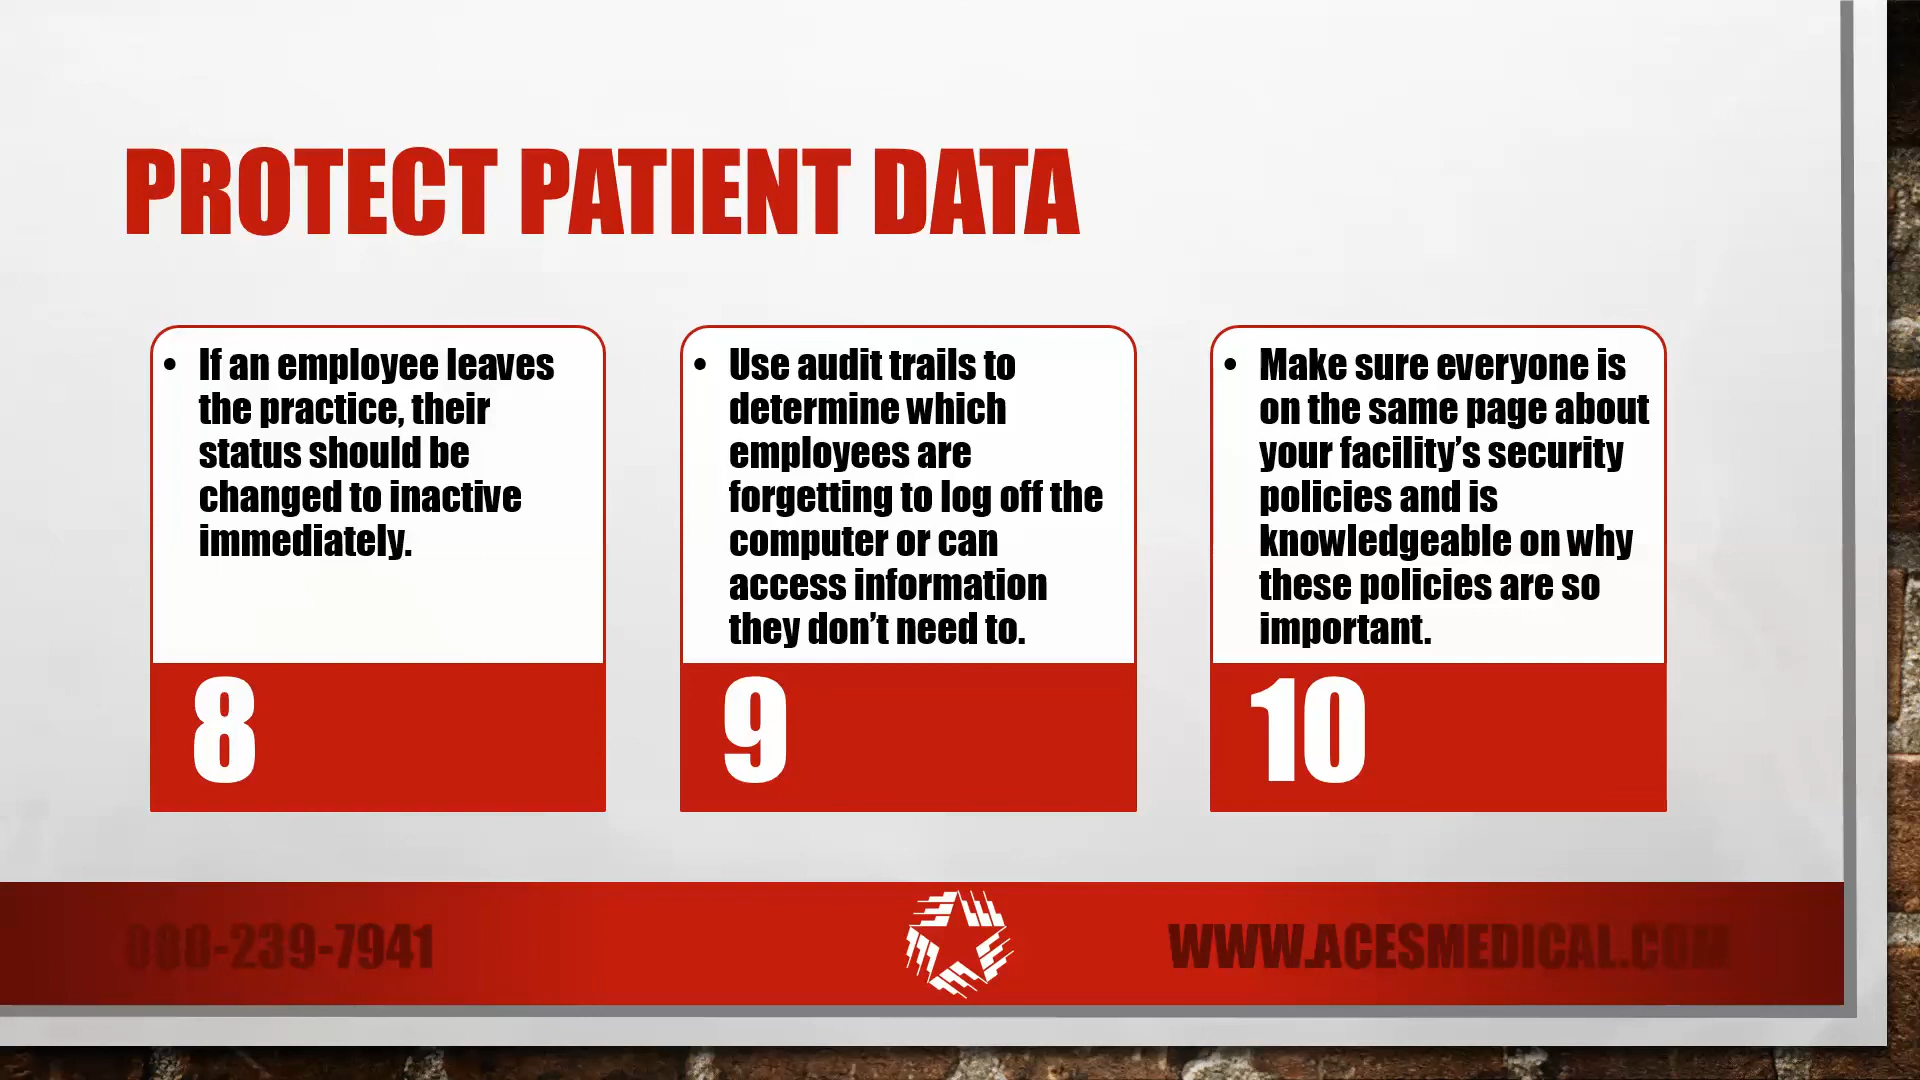 PROTECT PATIENT DATA
• If an employee leaves
the practice, their
status should be
changed to inactive
immediately.
8
• Use audit trails to
determine which
employees are
forgetting to log off the
computer or can
access information
they don’t need to.
9
• Make sure everyone is
on the same page about
your facility’s security
policies and is
knowledgeable on why
these policies are so
important.
10
WWW.ACESMEDICAL.COM